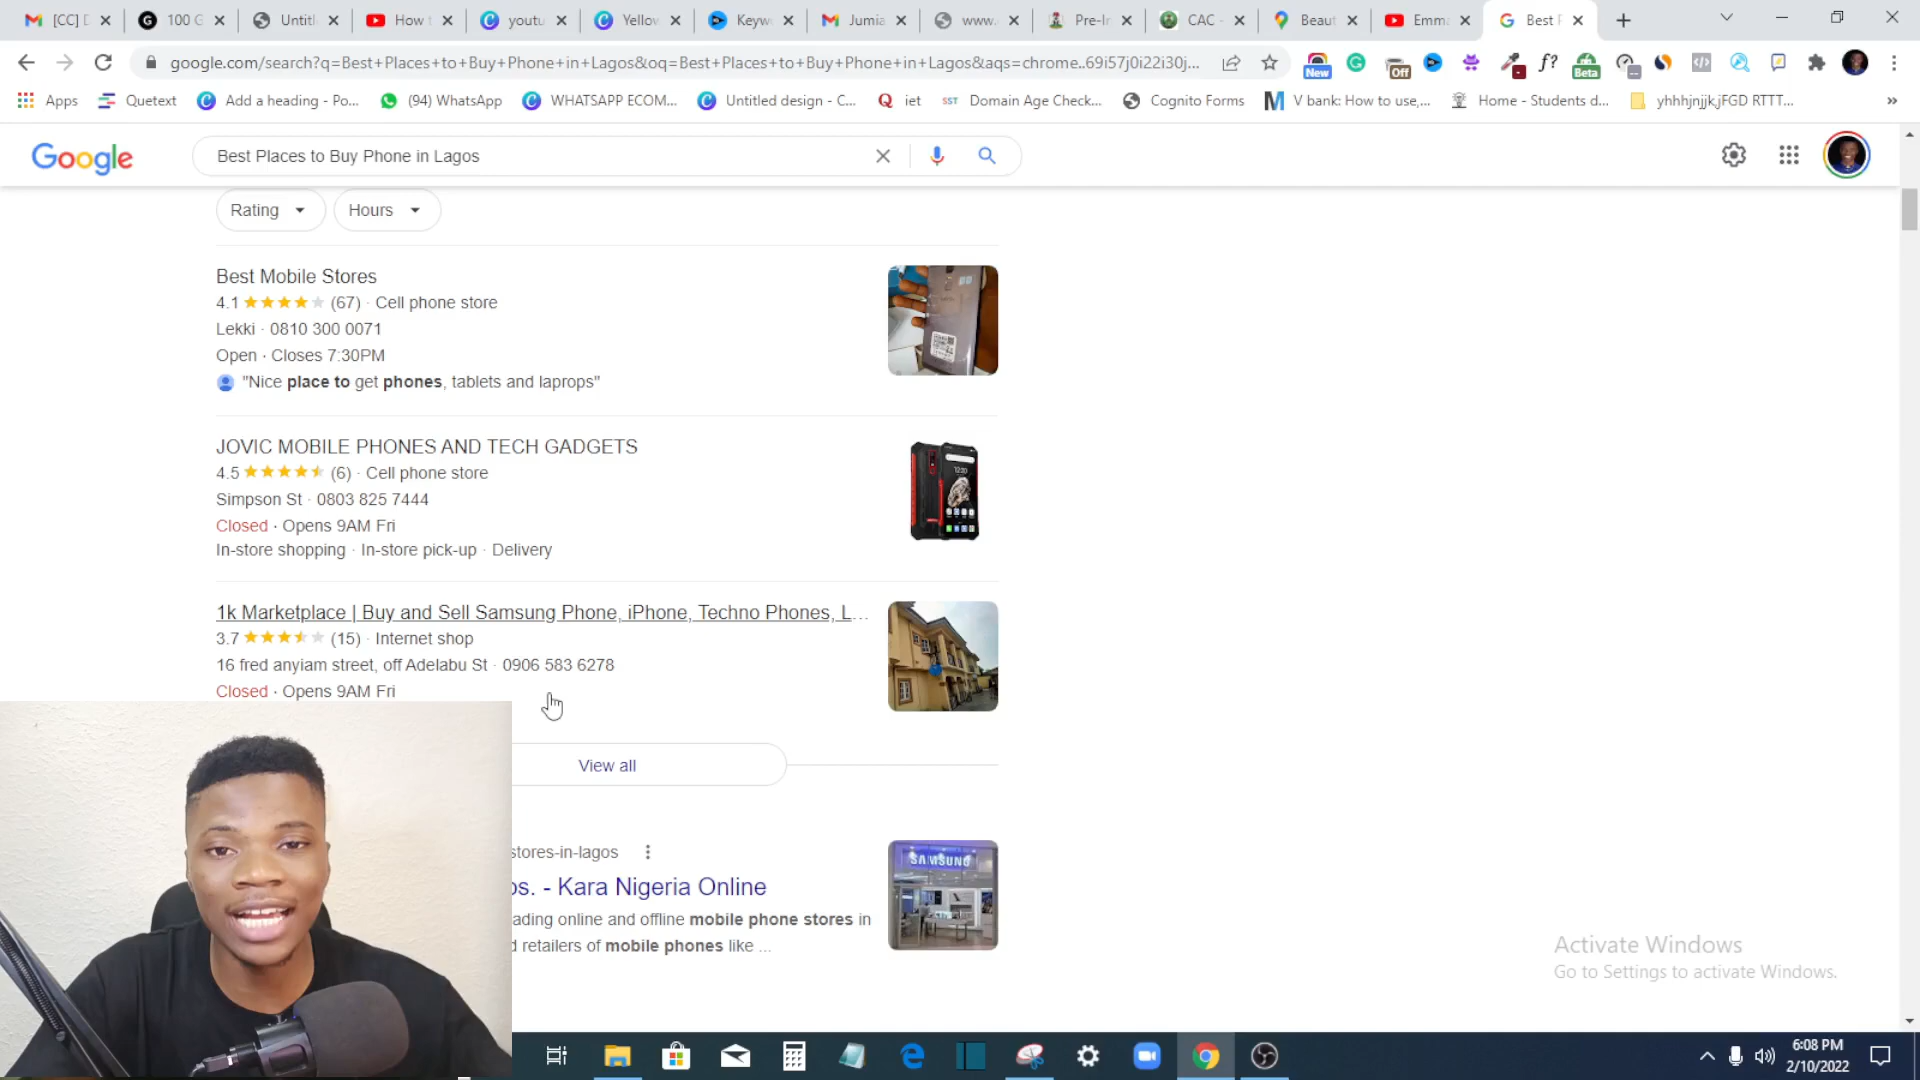 [CC] D
100 G
Untitl
How t
youtu
Yellow
Keywo
Jumia
www.
Pre-Ir
CAC -
Beaut
Emma
Best P
google.com/search?q=Best+Places+to+Buy+Phone+in+Lagos&oq=Best+Places+to+Buy+Phone+in+Lagos&aqs=chrome..69i57j0i22i30j...
New
Off
f?
Beta
Apps
Quetext
Add a heading - Po...
(94) WhatsApp
WHATSAPP ECOM...
Untitled design - C...
iet
SST Domain Age Check...
Cognito Forms
V bank: How to use,...
Home - Students d...
yhhhjnjjk,jFGD RTTT...
Google
Best Places to Buy Phone in Lagos
Rating
Hours
Best Mobile Stores
4.1 (67) · Cell phone store
Lekki · 0810 300 0071
Open · Closes 7:30PM
"Nice place to get phones, tablets and laprops"
JOVIC MOBILE PHONES AND TECH GADGETS
4.5 (6) · Cell phone store
Simpson St · 0803 825 7444
Closed · Opens 9AM Fri
In-store shopping · In-store pick-up · Delivery
1k Marketplace | Buy and Sell Samsung Phone, iPhone, Techno Phones, L...
3.7 (15) · Internet shop
16 fred anyiam street, off Adelabu St · 0906 583 6278
Closed · Opens 9AM Fri
View all
stores-in-lagos
os. - Kara Nigeria Online
ading online and offline mobile phone stores in
d retailers of mobile phones like ...
SAMSUNG
Activate Windows
Go to Settings to activate Windows.
6:08 PM
2/10/2022